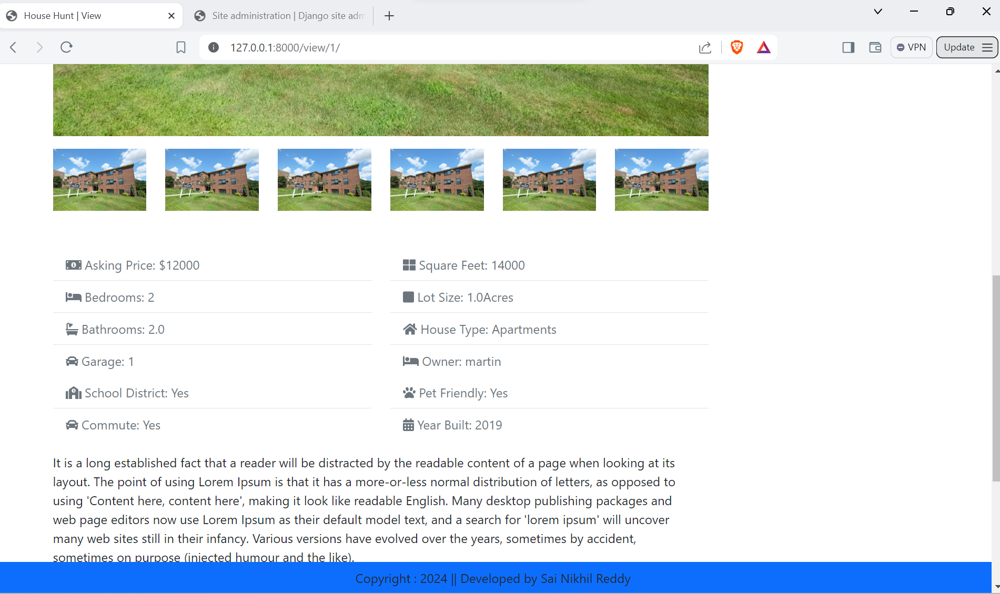 House Hunt | View
Site administration | Django site adm
127.0.0.1:8000/view/1/
VPN
Update
Asking Price: $12000
Square Feet: 14000
Bedrooms: 2
Lot Size: 1.0Acres
Bathrooms: 2.0
House Type: Apartments
Garage: 1
Owner: martin
School District: Yes
Pet Friendly: Yes
Commute: Yes
Year Built: 2019
It is a long established fact that a reader will be distracted by the readable content of a page when looking at its
layout. The point of using Lorem Ipsum is that it has a more-or-less normal distribution of letters, as opposed to
using 'Content here, content here', making it look like readable English. Many desktop publishing packages and
web page editors now use Lorem Ipsum as their default model text, and a search for 'lorem ipsum' will uncover
many web sites still in their infancy. Various versions have evolved over the years, sometimes by accident,
sometimes on purpose (injected humour and the like).
Copyright : 2024 || Developed by Sai Nikhil Reddy